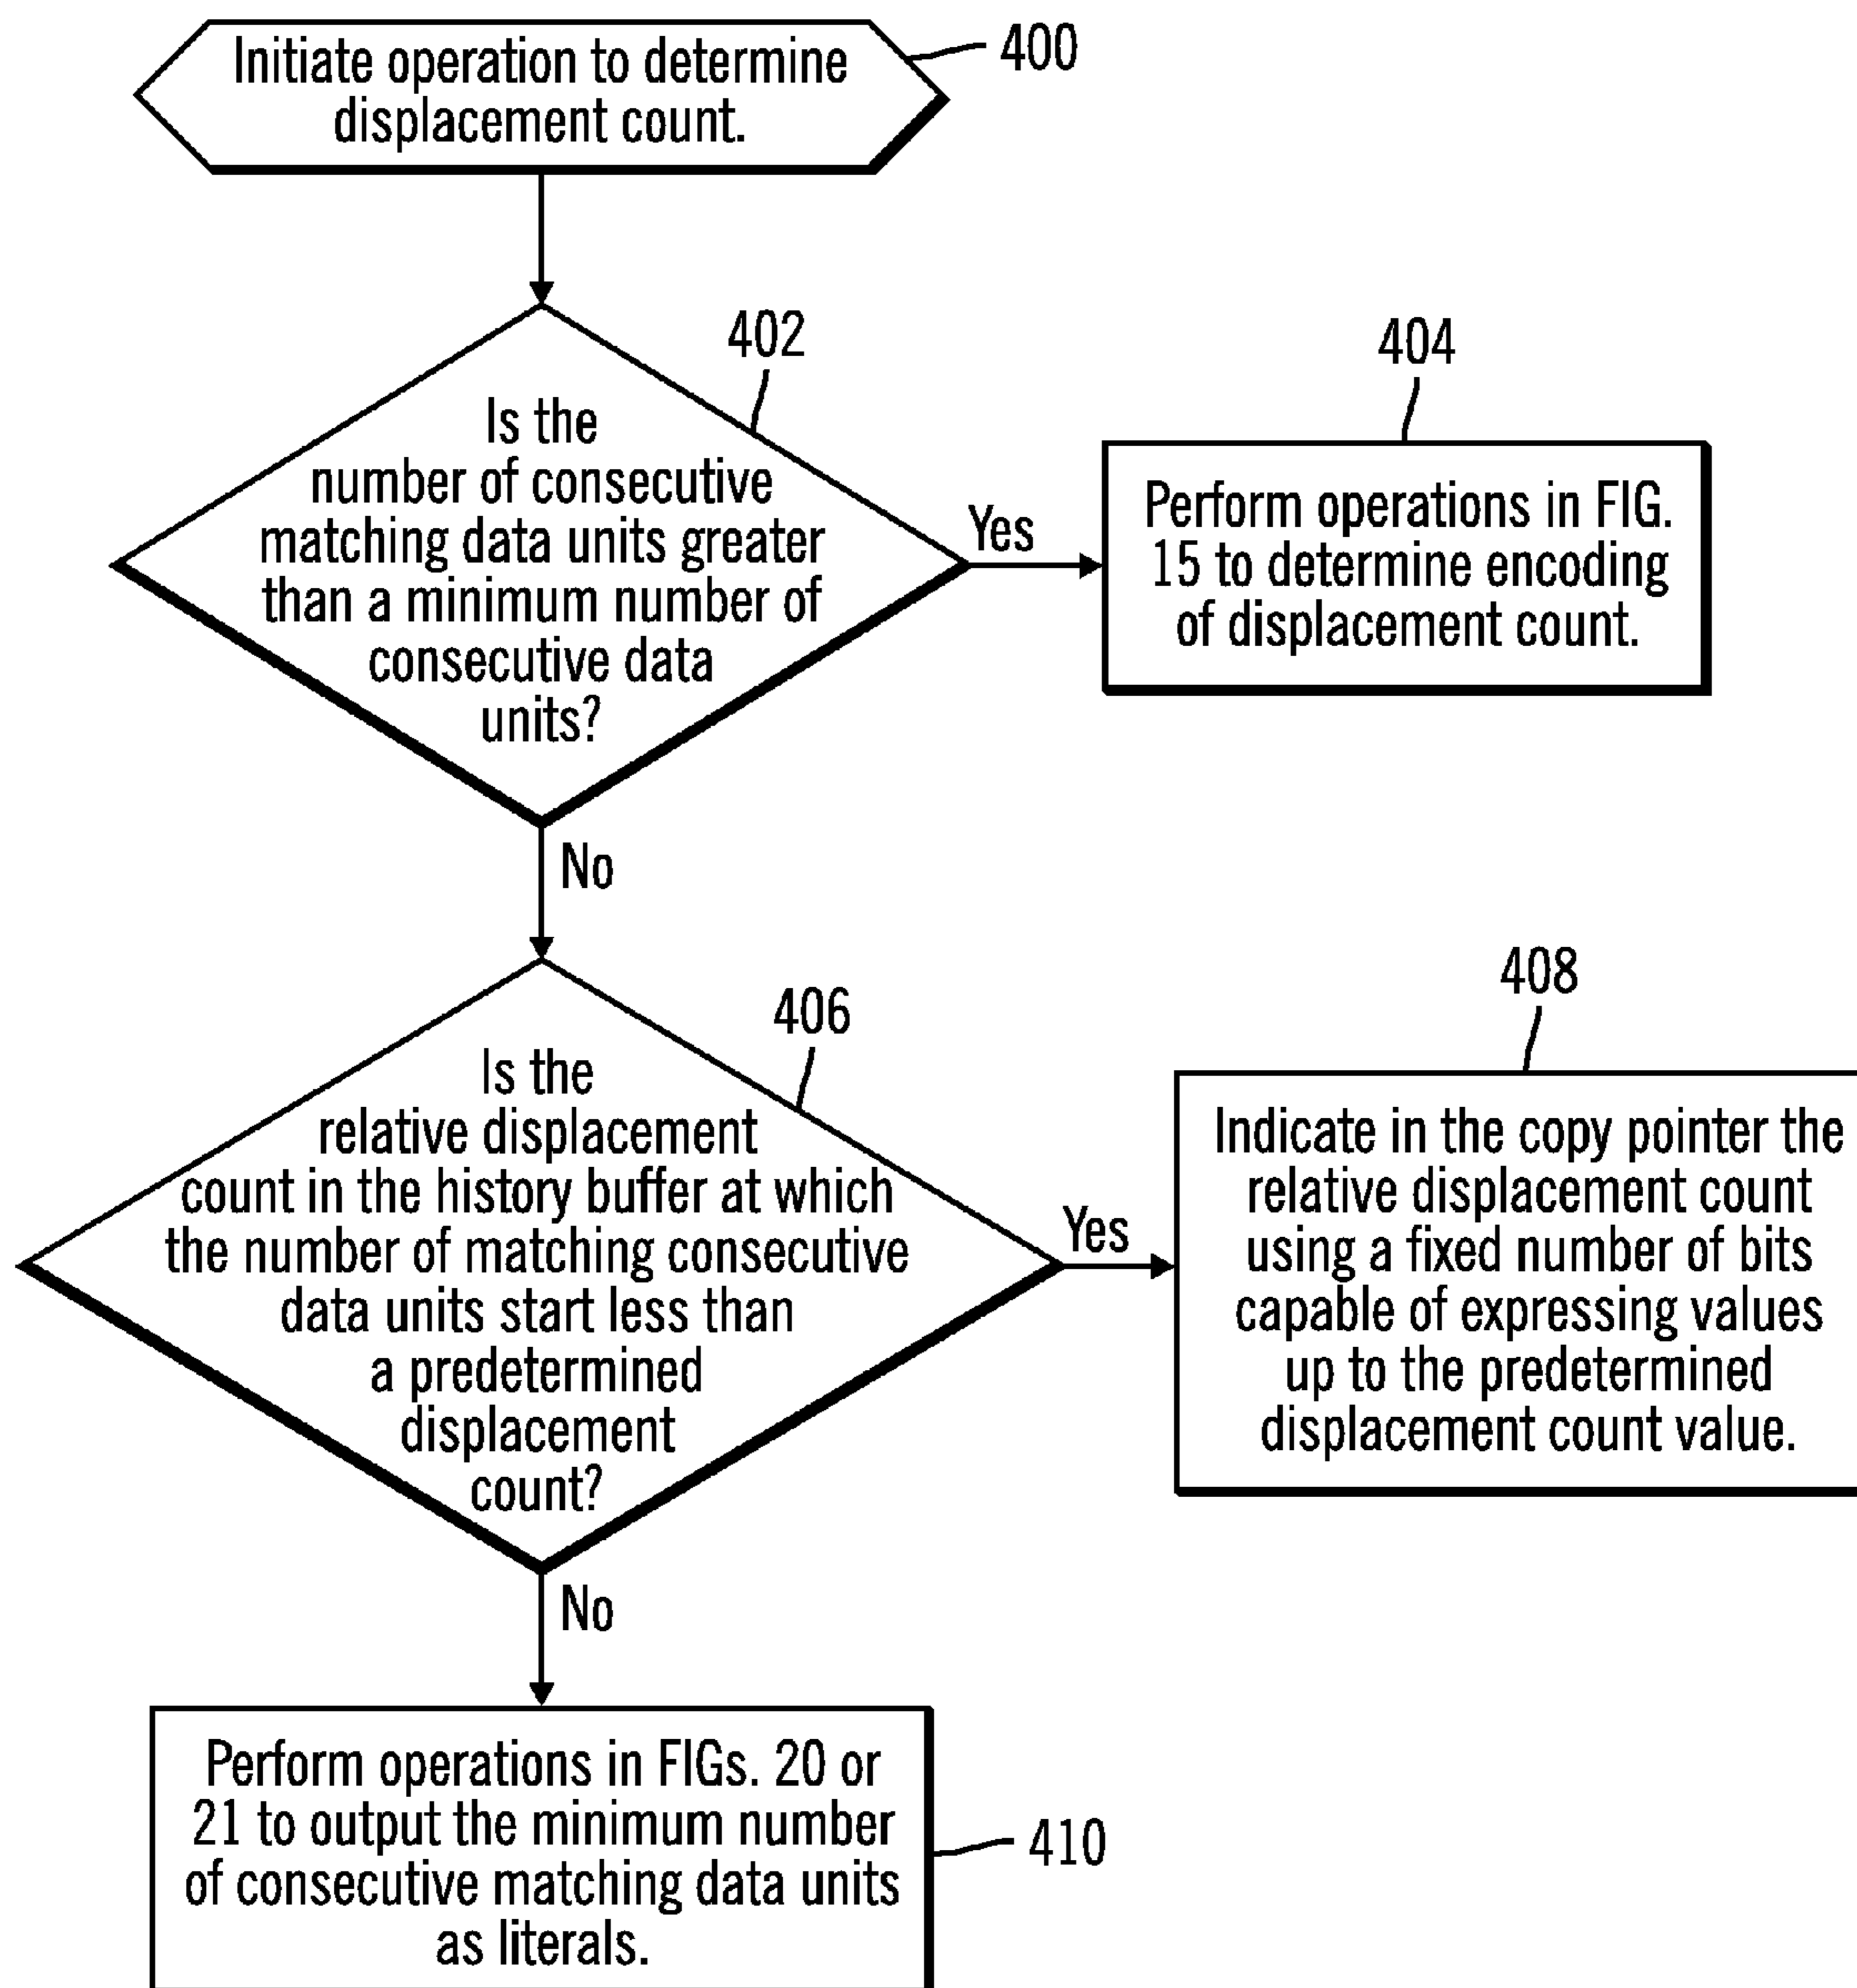 Initiate operation to determine
displacement count.
400
402
Is the
number of consecutive
matching data units greater
than a minimum number of
consecutive data
units?
Yes
404
Perform operations in FIG.
15 to determine encoding
of displacement count.
No
406
Is the
relative displacement
count in the history buffer at which
the number of matching consecutive
data units start less than
a predetermined
displacement
count?
Yes
408
Indicate in the copy pointer the
relative displacement count
using a fixed number of bits
capable of expressing values
up to the predetermined
displacement count value.
No
Perform operations in FIGs. 20 or
21 to output the minimum number
of consecutive matching data units
as literals.
410